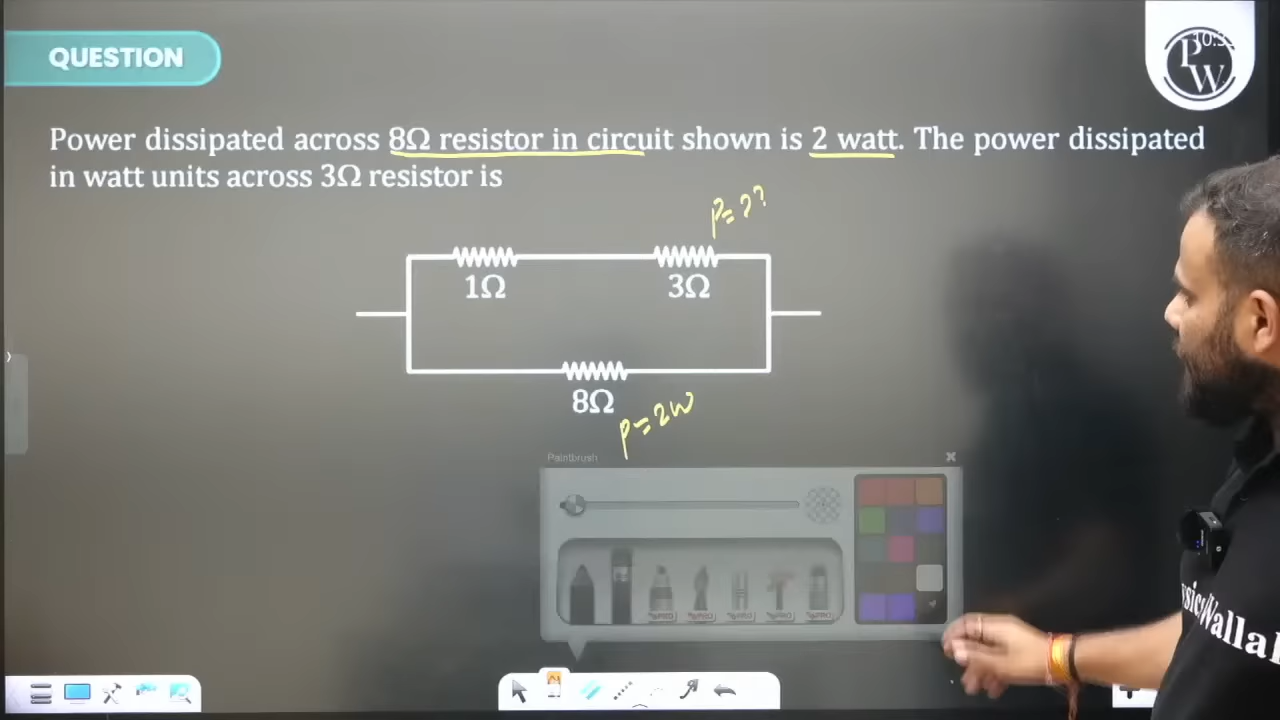 QUESTION
PW
Power dissipated across 8Ω resistor in circuit shown is 2 watt. The power dissipated
in watt units across 3Ω resistor is
P=??
1Ω
3Ω
8Ω
P=2W
Paintbrush